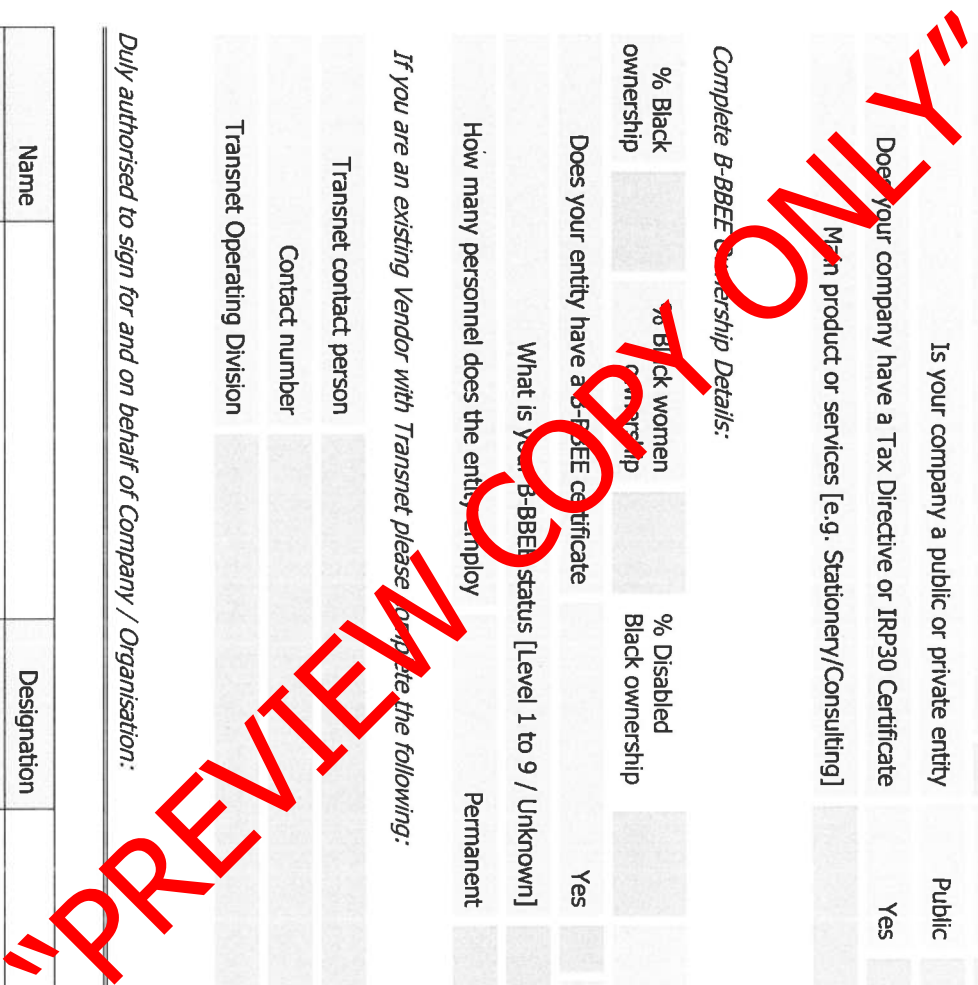 Is your company a public or private entity Public
Does your company have a Tax Directive or IRP30 Certificate Yes
Main product or services [e.g. Stationery/Consulting]
Complete B-BBEE Ownership Details:
% Black
ownership
% Black women
ownership
% Disabled
Black ownership
Does your entity have a B-BBEE certificate Yes
What is your B-BBEE status [Level 1 to 9 / Unknown]
How many personnel does the entity employ Permanent
If you are an existing Vendor with Transnet please complete the following:
Transnet contact person
Contact number
Transnet Operating Division
Duly authorised to sign for and on behalf of Company / Organisation:
Name Designation
"PREVIEW COPY ONLY"